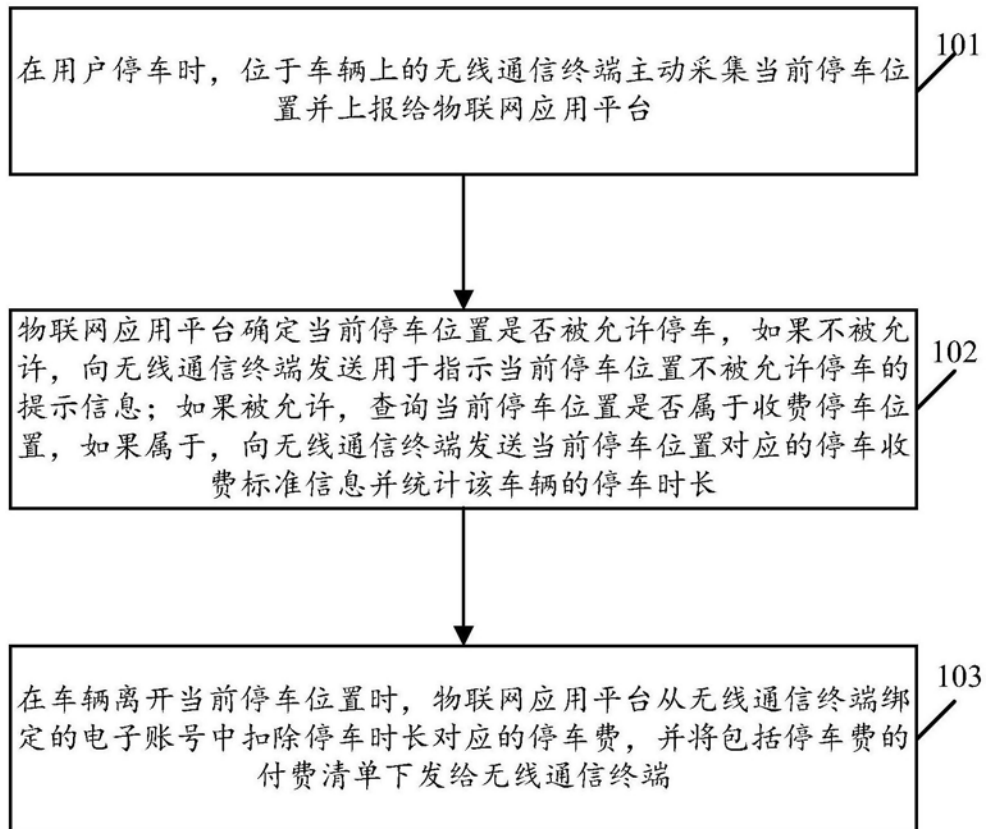 在用户停车时，位于车辆上的无线通信终端主动采集当前停车位
置并上报给物联网应用平台
101
物联网应用平台确定当前停车位置是否被允许停车，如果不被允
许，向无线通信终端发送用于指示当前停车位置不被允许停车的
提示信息；如果被允许，查询当前停车位置是否属于收费停车位
置，如果属于，向无线通信终端发送当前停车位置对应的停车收
费标准信息并统计该车辆的停车时长
102
在车辆离开当前停车位置时，物联网应用平台从无线通信终端绑
定的电子账号中扣除停车时长对应的停车费，并将包括停车费的
付费清单下发给无线通信终端
103